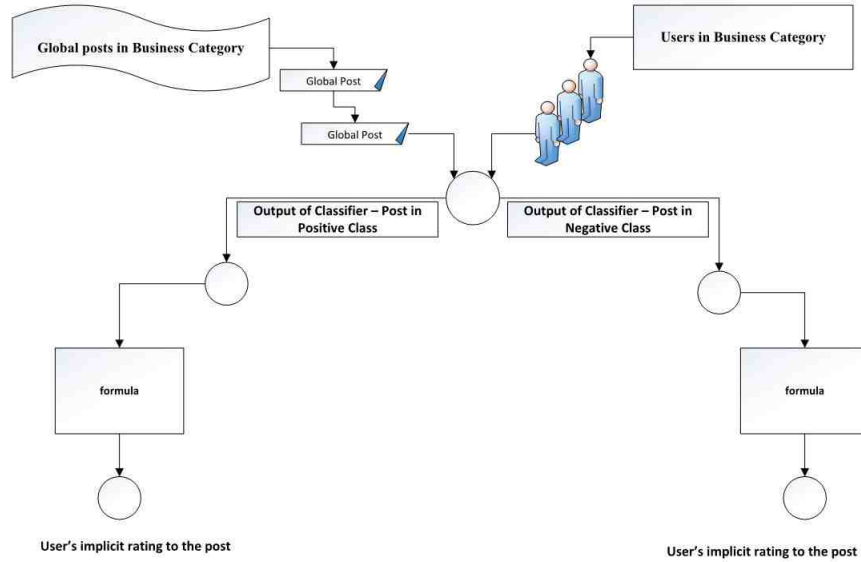 Global posts in Business Category
Users in Business Category
Global Post
Global Post
Output of Classifier – Post in
Positive Class
Output of Classifier – Post in
Negative Class
formula
formula
User's implicit rating to the post
User's implicit rating to the post